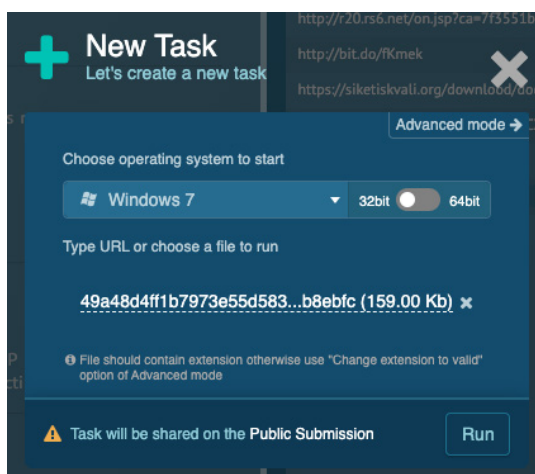 http://r20.rs6.net/on.jsp?ca=7f3551b
New Task
Let's create a new task
http://bit.do/fKmek
https://siketiskvali.org/download/do
Advanced mode →
Choose operating system to start
Windows 7
32bit
64bit
Type URL or choose a file to run
49a48d4ff1b7973e55d583...b8ebfc (159.00 Kb) ×
File should contain extension otherwise use "Change extension to valid"
option of Advanced mode
Task will be shared on the Public Submission
Run